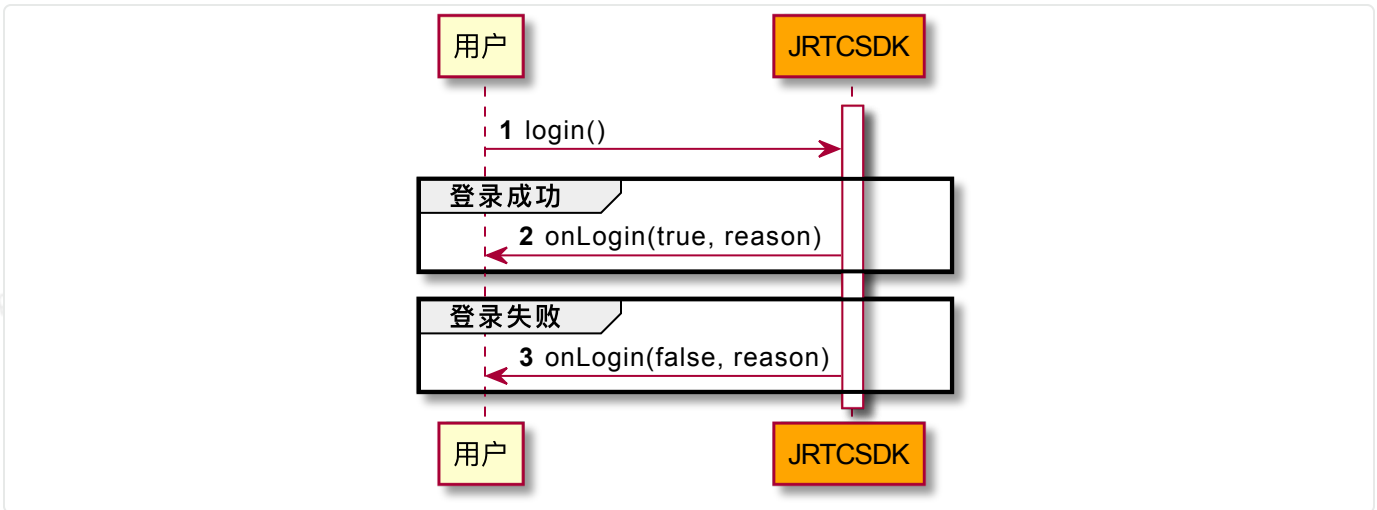 用户
JRTCSDK
1 login()
登录成功
2 onLogin(true, reason)
登录失败
3 onLogin(false, reason)
用户
JRTCSDK